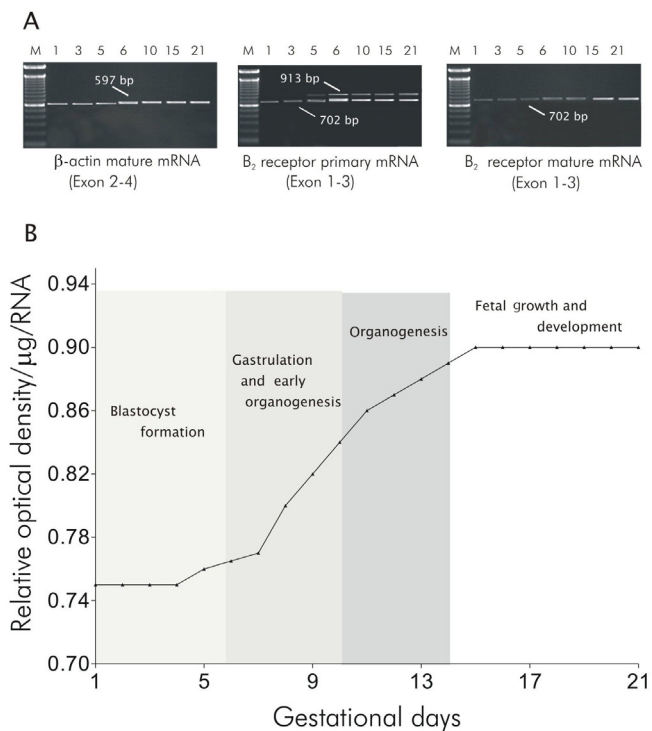 A
M 1 3 5 6 10 15 21
597 bp
β-actin mature mRNA
(Exon 2-4)
M 1 3 5 6 10 15 21
913 bp
702 bp
B₂ receptor primary mRNA
(Exon 1-3)
M 1 3 5 6 10 15 21
702 bp
B₂ receptor mature mRNA
(Exon 1-3)
B
Relative optical density/μg/RNA
0.94
0.90
0.86
0.82
0.78
0.74
0.70
Blastocyst
formation
Gastrulation
and early
organogenesis
Organogenesis
Fetal growth and
development
1 5 9 13 17 21
Gestational days